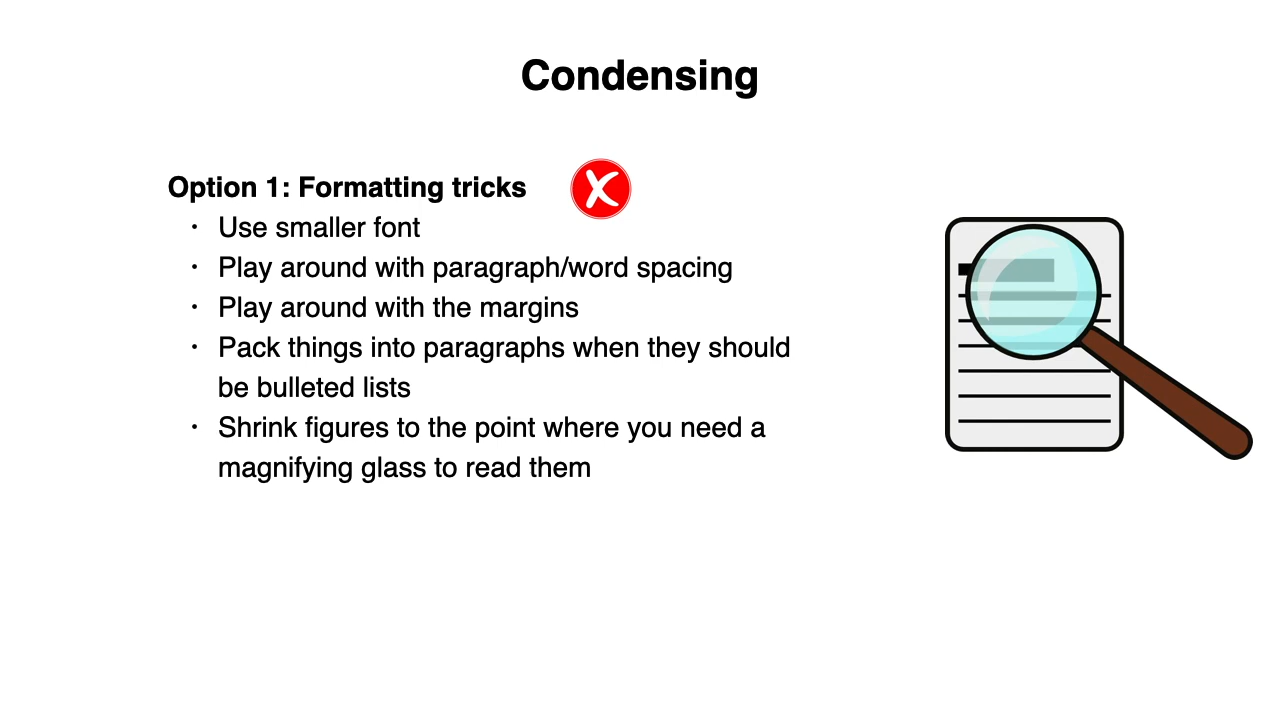 Condensing
Option 1: Formatting tricks
· Use smaller font
· Play around with paragraph/word spacing
· Play around with the margins
· Pack things into paragraphs when they should
be bulleted lists
· Shrink figures to the point where you need a
magnifying glass to read them